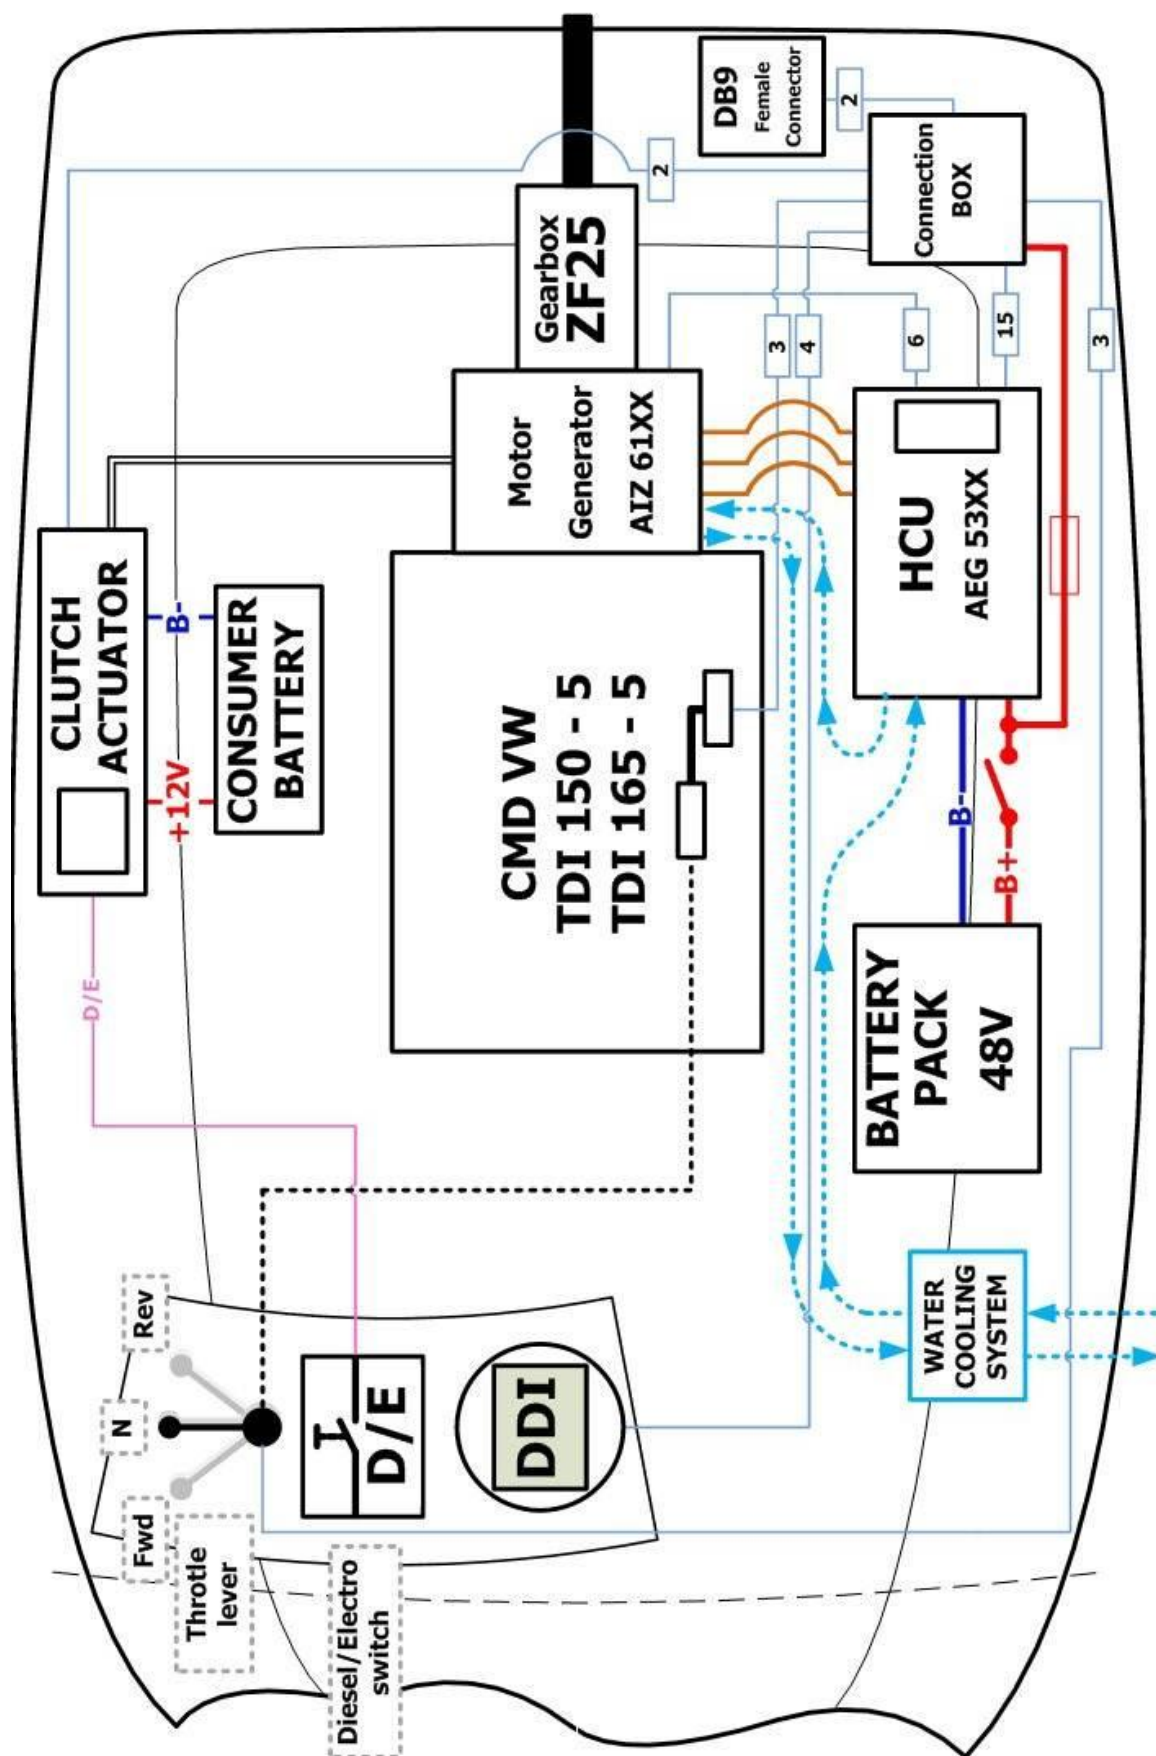 DB9
Female
Connector
2
Connection
BOX
2
Gearbox
ZF25
3
4
6
15
3
Motor
Generator
AIZ 61XX
HCU
AEG 53XX
CLUTCH
ACTUATOR
B-
+12V
CONSUMER
BATTERY
CMD VW
TDI 150 - 5
TDI 165 - 5
B-
B+
BATTERY
PACK
48V
D/E
WATER
COOLING
SYSTEM
Rev
N
Fwd
Throtle
lever
D/E
DDI
Diesel/Electro
switch